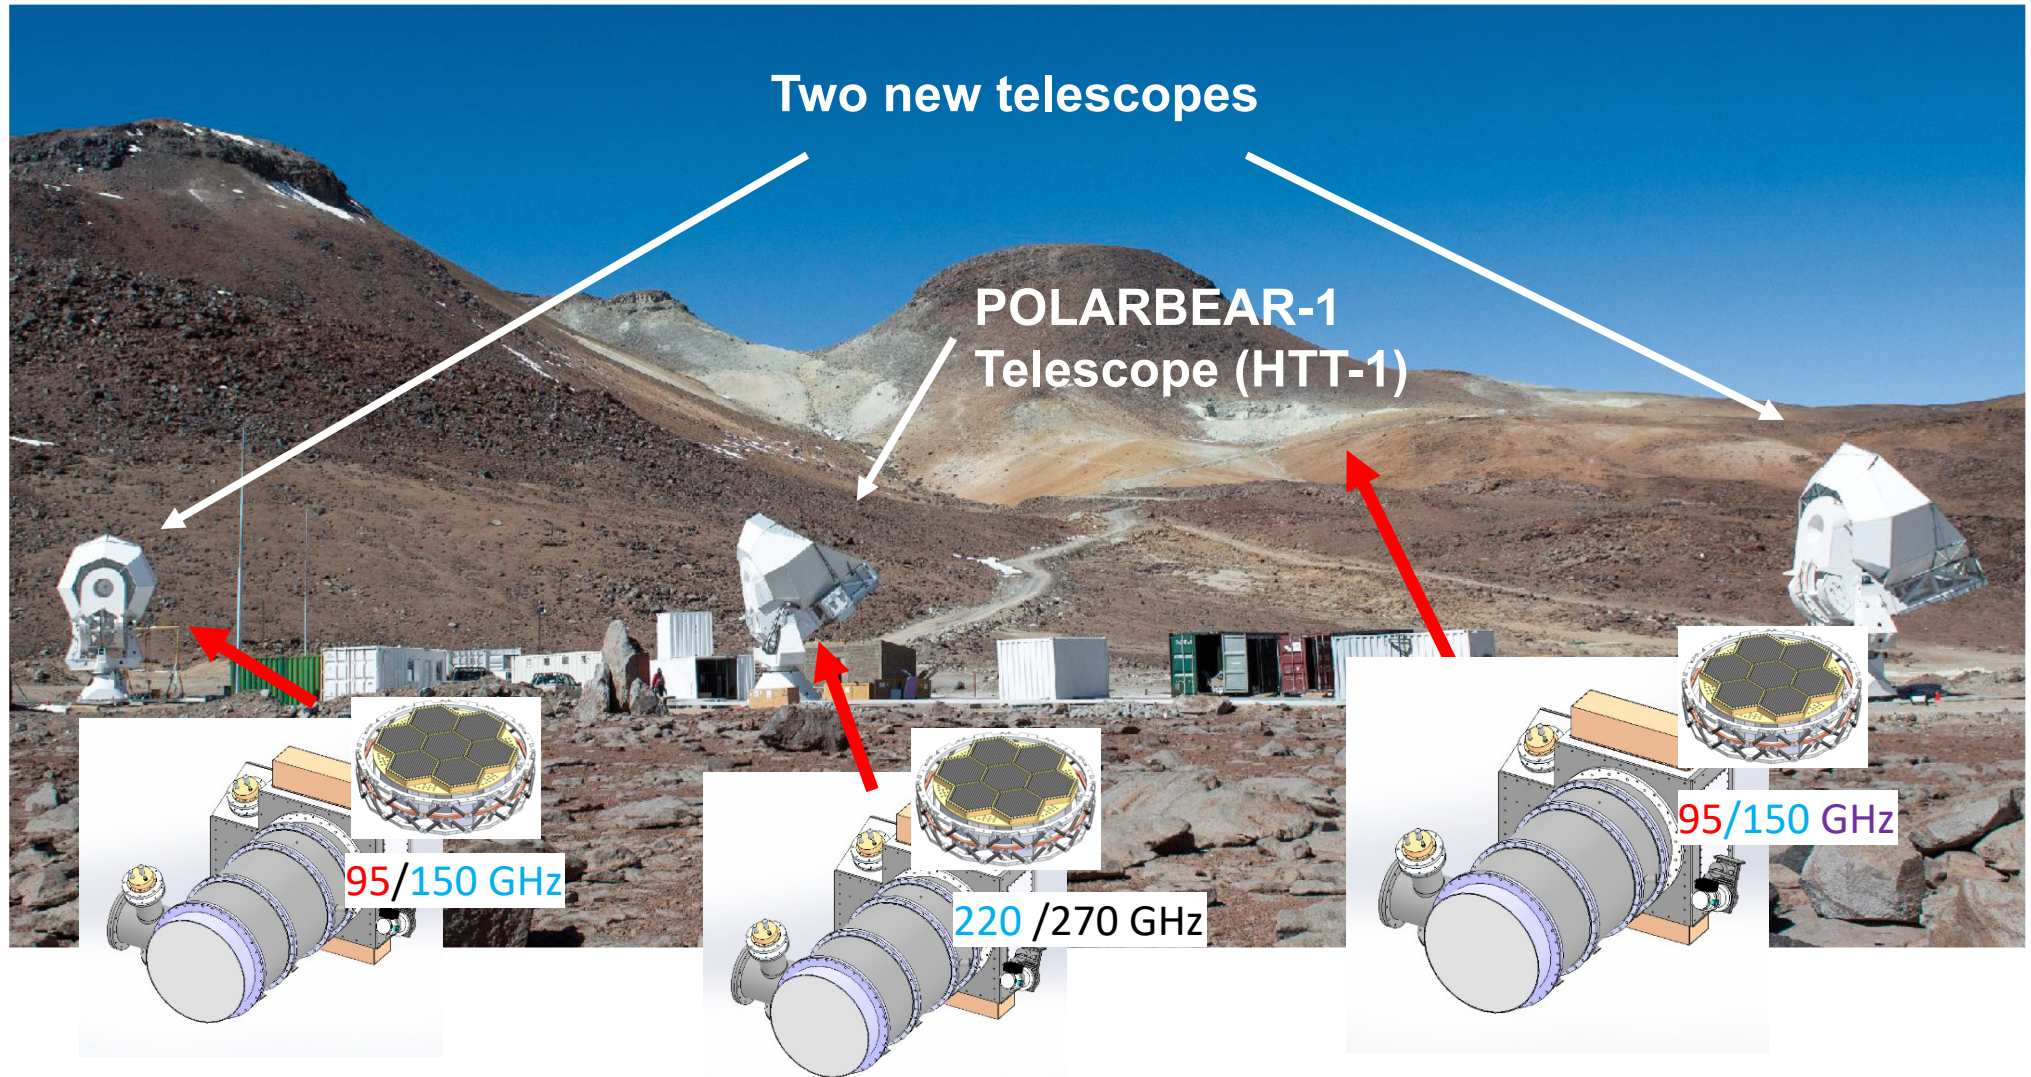 Two new telescopes
POLARBEAR-1
Telescope (HTT-1)
95/150 GHz
220 /270 GHz
95/150 GHz